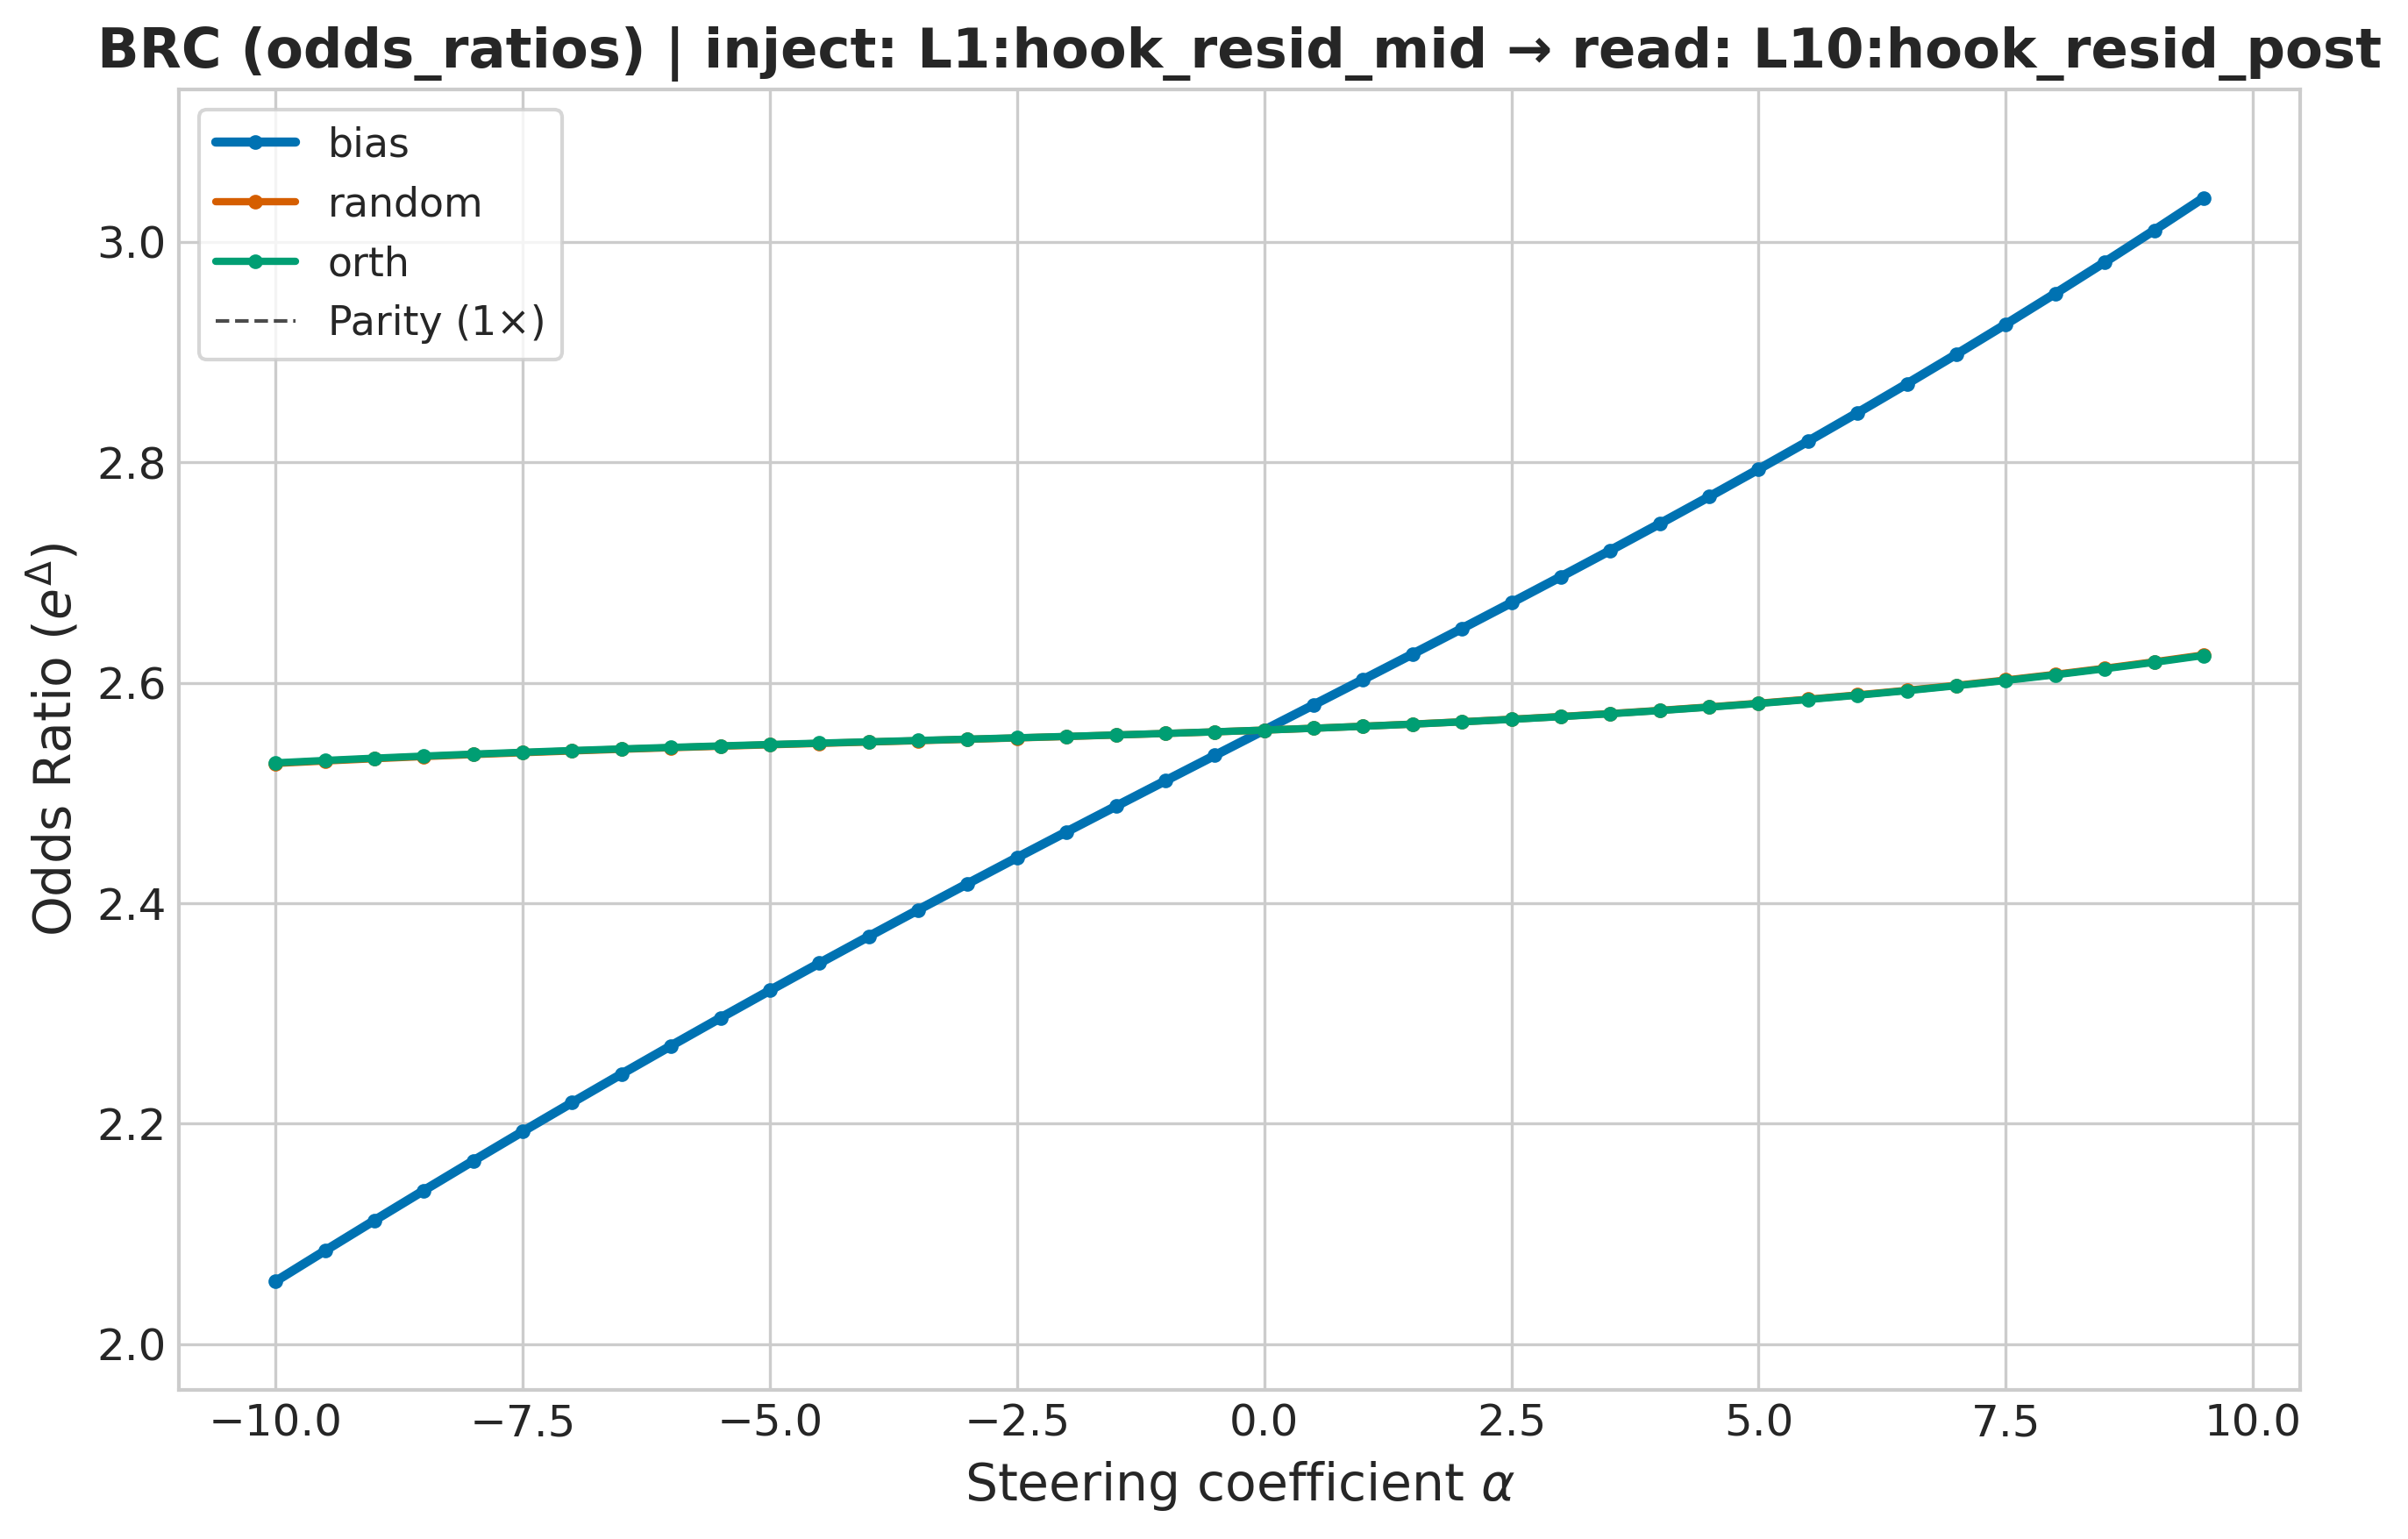 BRC (odds_ratios) | inject: L1:hook_resid_mid → read: L10:hook_resid_post
bias
random
orth
Parity (1×)
3.0
2.8
2.6
2.4
2.2
2.0
Odds Ratio (e^Δ)
−10.0 −7.5 −5.0 −2.5 0.0 2.5 5.0 7.5 10.0
Steering coefficient α